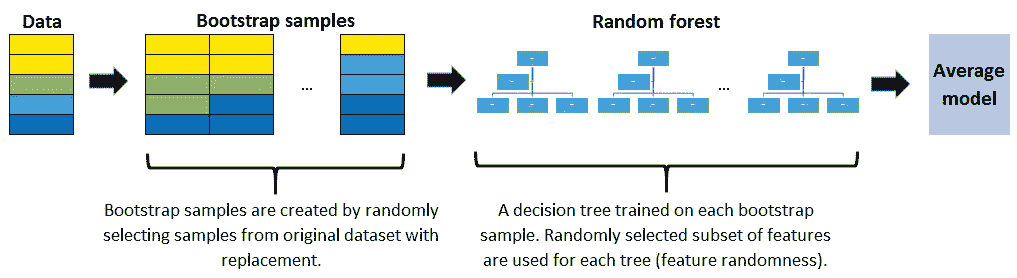 Data
Bootstrap samples
Random forest
...
...
Average
model
Bootstrap samples are created by randomly
selecting samples from original dataset with
replacement.
A decision tree trained on each bootstrap
sample. Randomly selected subset of features
are used for each tree (feature randomness).